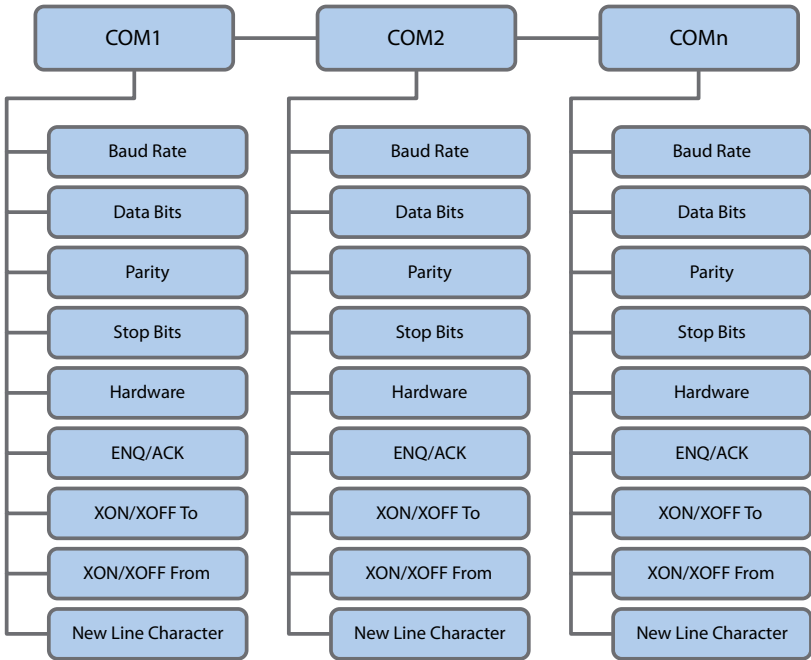 COM1
COM2
COMn
Baud Rate
Baud Rate
Baud Rate
Data Bits
Data Bits
Data Bits
Parity
Parity
Parity
Stop Bits
Stop Bits
Stop Bits
Hardware
Hardware
Hardware
ENQ/ACK
ENQ/ACK
ENQ/ACK
XON/XOFF To
XON/XOFF To
XON/XOFF To
XON/XOFF From
XON/XOFF From
XON/XOFF From
New Line Character
New Line Character
New Line Character